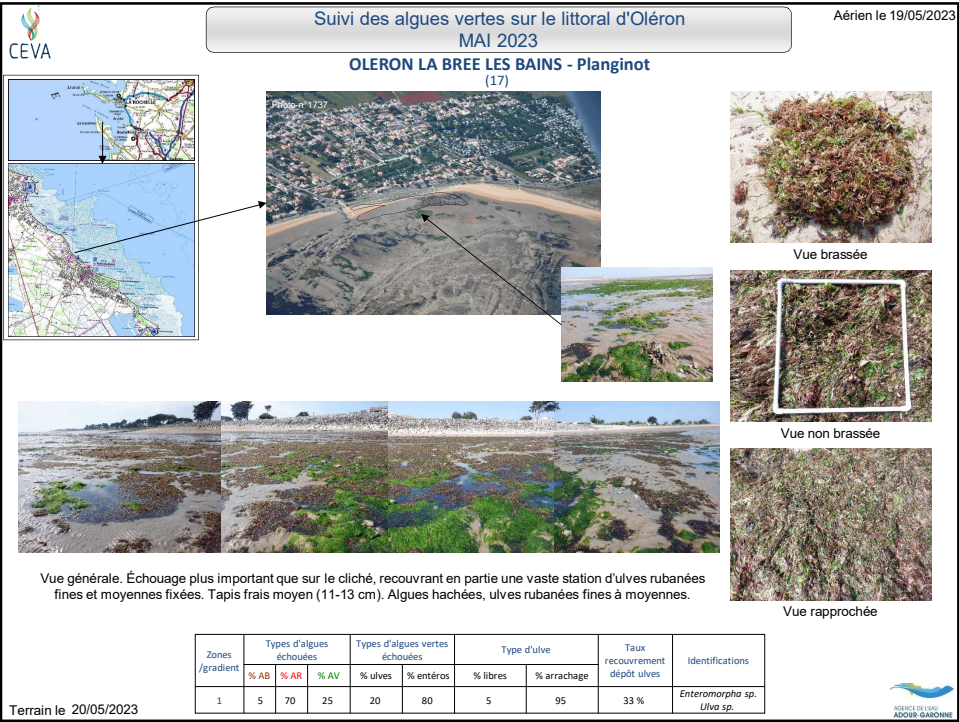 CEVA
Suivi des algues vertes sur le littoral d'Oléron
MAI 2023
Aérien le 19/05/2023
OLERON LA BREE LES BAINS - Planginot
(17)
Photo n° 1737
LA ROCHELLE
Vue brassée
Vue non brassée
Vue rapprochée
Vue générale. Échouage plus important que sur le cliché, recouvrant en partie une vaste station d'ulves rubanées
fines et moyennes fixées. Tapis frais moyen (11-13 cm). Algues hachées, ulves rubanées fines à moyennes.
Zones
/gradient
Types d'algues
échouées
Types d'algues vertes
échouées
Type d'ulve
Taux
recouvrement
dépôt ulves
Identifications
% AB % AR % AV % ulves % entéros % libres % arrachage
1 5 70 25 20 80 5 95 33 % Enteromorpha sp.
Ulva sp.
Terrain le 20/05/2023
AGENCE DE L'EAU
ADOUR-GARONNE